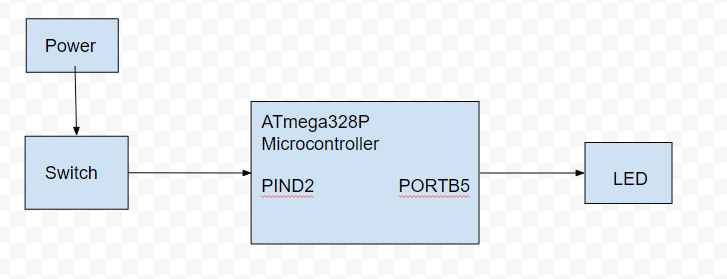 Power
ATmega328P
Microcontroller
Switch
PIND2
PORTB5
LED